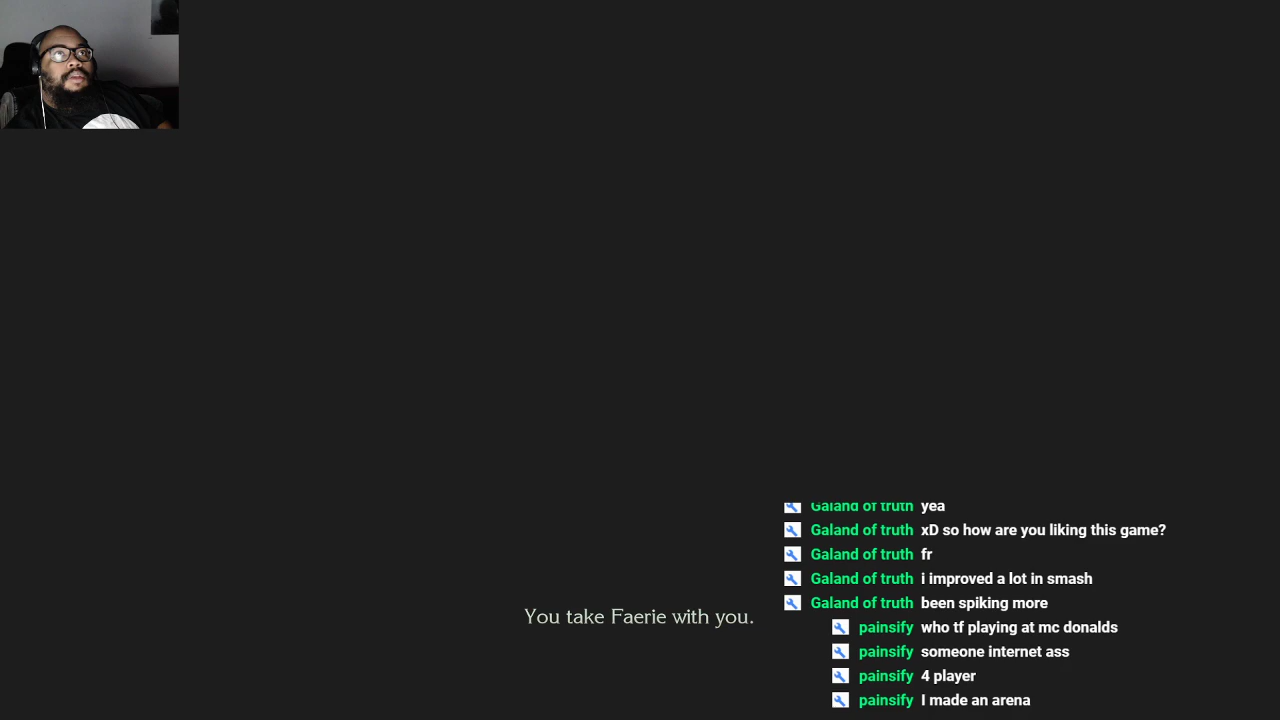 Galand of truth yea
Galand of truth xD so how are you liking this game?
Galand of truth fr
Galand of truth i improved a lot in smash
Galand of truth been spiking more
You take Faerie with you.
painsify who tf playing at mc donalds
painsify someone internet ass
painsify 4 player
painsify I made an arena